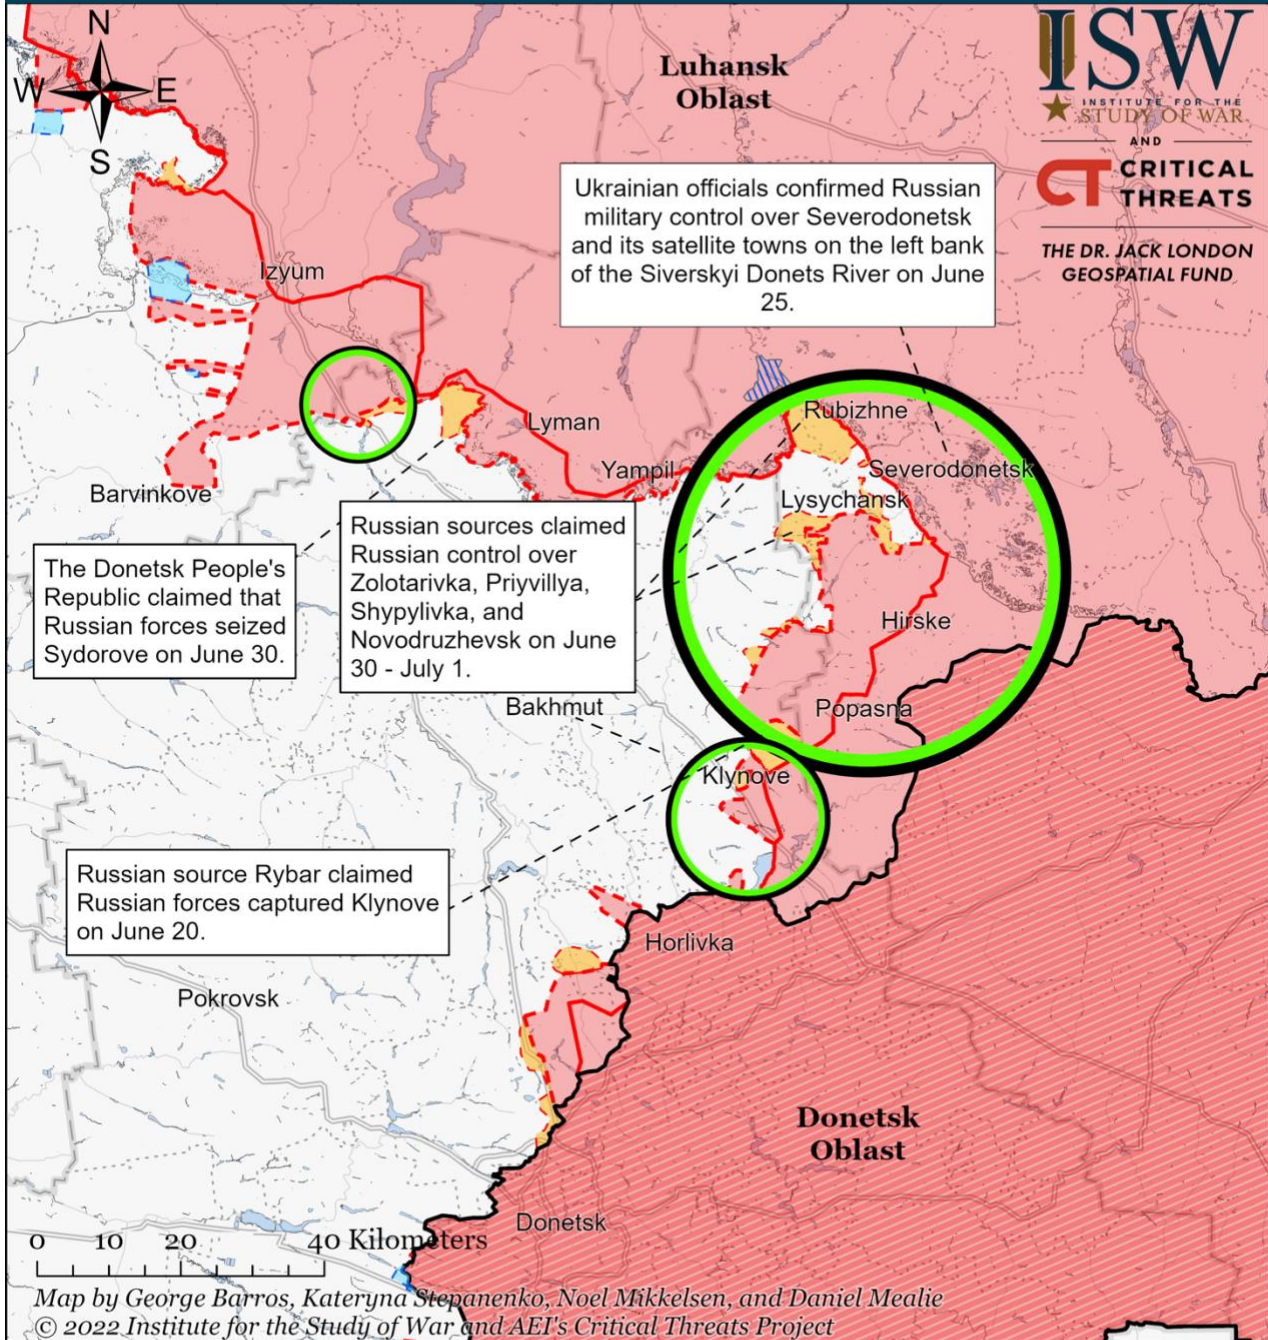 N
W E
S
Luhansk
Oblast
ISW
INSTITUTE FOR THE
STUDY OF WAR
AND
CT CRITICAL
THREATS
THE DR. JACK LONDON
GEOSPATIAL FUND
Ukrainian officials confirmed Russian
military control over Severodonetsk
and its satellite towns on the left bank
of the Siverskyi Donets River on June
25.
Izyum
Rubizhne
Lyman
Severodonetsk
Yampil
Barvinkove
Lysychansk
Russian sources claimed
Russian control over
Zolotarivka, Priyvillya,
Shypylivka, and
Novodruzhevsk on June
30 - July 1.
The Donetsk People's
Republic claimed that
Russian forces seized
Sydorove on June 30.
Hirske
Bakhmut
Popasna
Klynove
Russian source Rybar claimed
Russian forces captured Klynove
on June 20.
Horlivka
Pokrovsk
Donetsk
Oblast
Donetsk
0 10 20 40 Kilometers
Map by George Barros, Kateryna Stepanenko, Noel Mikkelsen, and Daniel Mealie
© 2022 Institute for the Study of War and AEI's Critical Threats Project